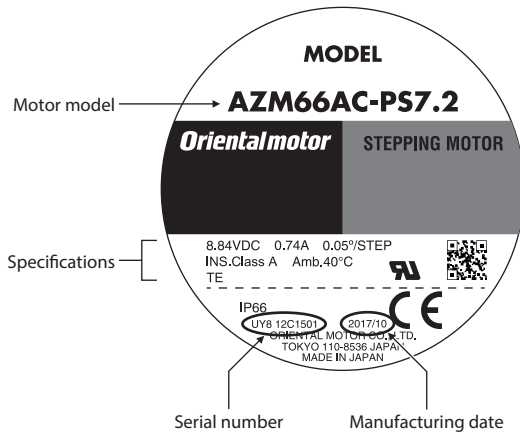 MODEL
Motor model
AZM66AC-PS7.2
Orientalmotor
STEPPING MOTOR
Specifications
8.84VDC 0.74A 0.05°/STEP
INS.Class A Amb.40°C
TE
IP66
UY8 12C1501 2017/10
ORIENTAL MOTOR CO., LTD.
TOKYO 110-8536 JAPAN
MADE IN JAPAN
Serial number
Manufacturing date